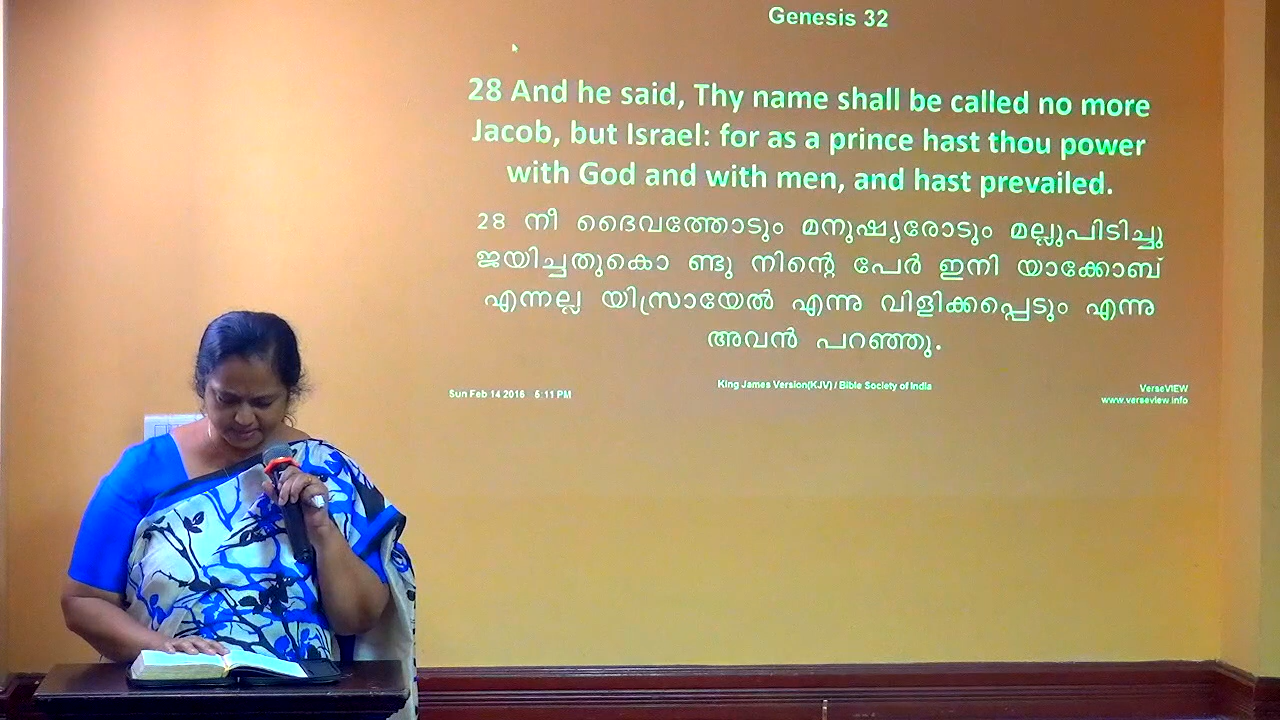 Genesis 32
28 And he said, Thy name shall be called no more
Jacob, but Israel: for as a prince hast thou power
with God and with men, and hast prevailed.
28 നീ ദൈവത്തോടും മനുഷ്യരോടും മല്ലുപിടിച്ചു
ജയിച്ചതുകൊ ണ്ടു നിന്റെ പേർ ഇനി യാക്കോബ്
എന്നല്ല യിസ്രായേൽ എന്നു വിളിക്കപ്പെടും എന്നു
അവൻ പറഞ്ഞു.
King James Version(KJV) / Bible Society of India
Sun Feb 14 2016 5:11 PM
VerseVIEW
www.verseview.info